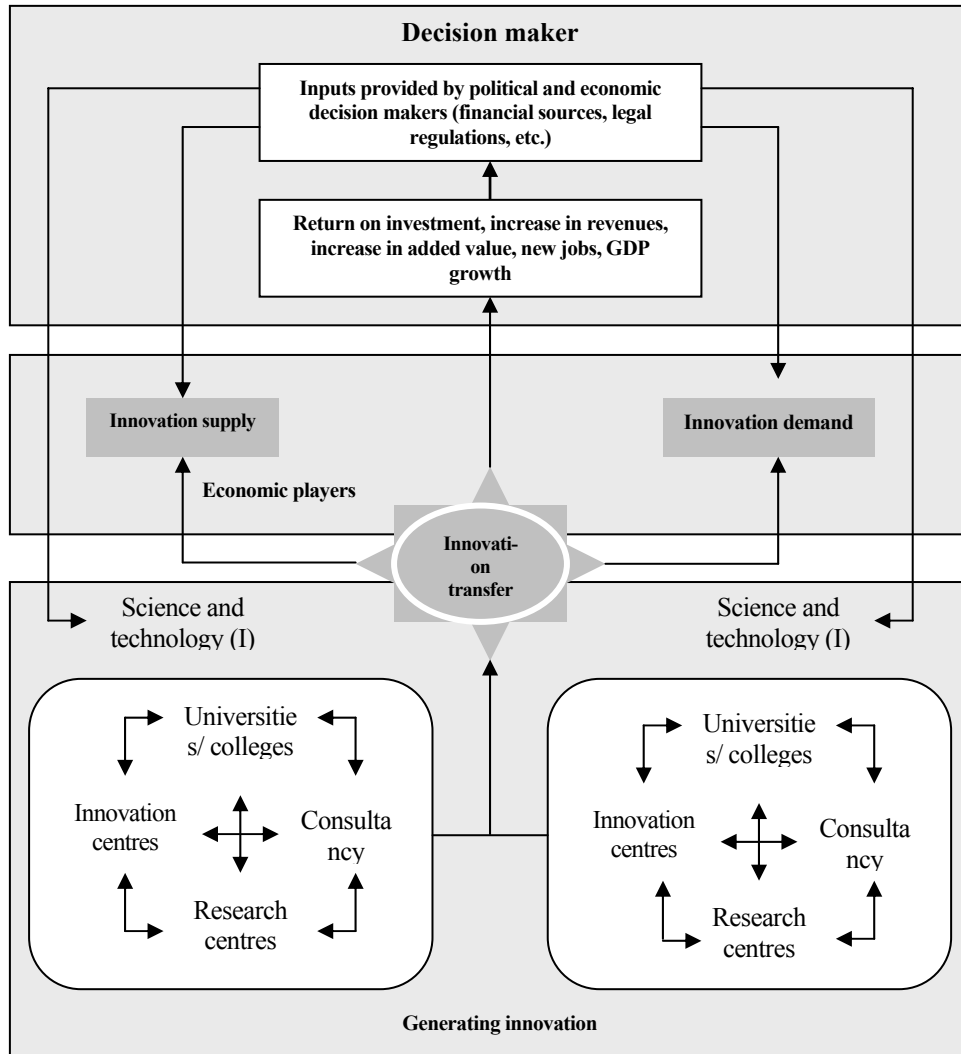 Decision maker
Inputs provided by political and economic
decision makers (financial sources, legal
regulations, etc.)
Return on investment, increase in revenues,
increase in added value, new jobs, GDP
growth
Innovation supply
Innovation demand
Economic players
Innovati-
on
transfer
Science and
technology (I)
Science and
technology (I)
Universitie
s/ colleges
Innovation
centres
Consulta
ncy
Research
centres
Universitie
s/ colleges
Innovation
centres
Consulta
ncy
Research
centres
Generating innovation